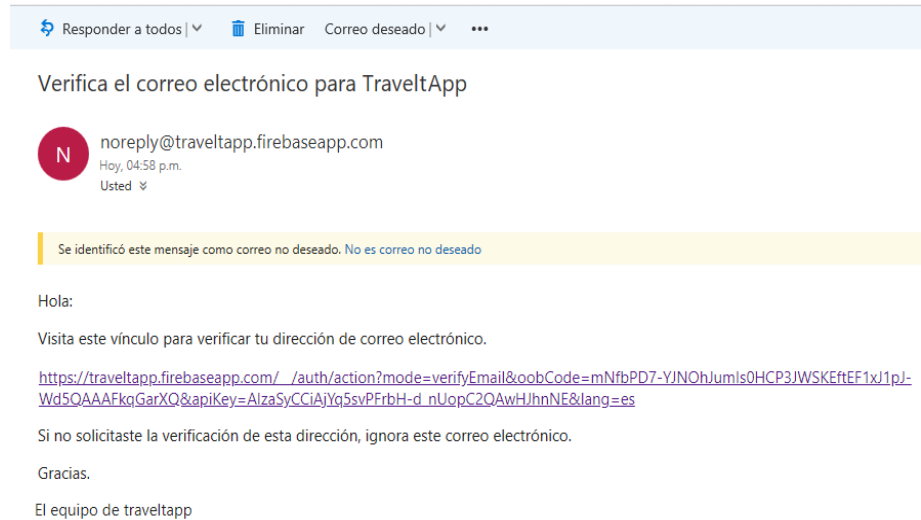 Responder a todos | Eliminar Correo deseado | •••
Verifica el correo electrónico para TraveltApp
N
noreply@traveltapp.firebaseapp.com
Hoy, 04:58 p.m.
Usted
Se identificó este mensaje como correo no deseado. No es correo no deseado
Hola:
Visita este vínculo para verificar tu dirección de correo electrónico.
https://traveltapp.firebaseapp.com/__/auth/action?mode=verifyEmail&oobCode=mNfbPD7-YJNOhJumIs0HCP3JWSKEftEF1xJ1pJ-
Wd5QAAAFkqGarXQ&apiKey=AIzaSyCCiAjYq5svPFrbH-d_nUopC2QAwHJhnNE&lang=es
Si no solicitaste la verificación de esta dirección, ignora este correo electrónico.
Gracias.
El equipo de traveltapp